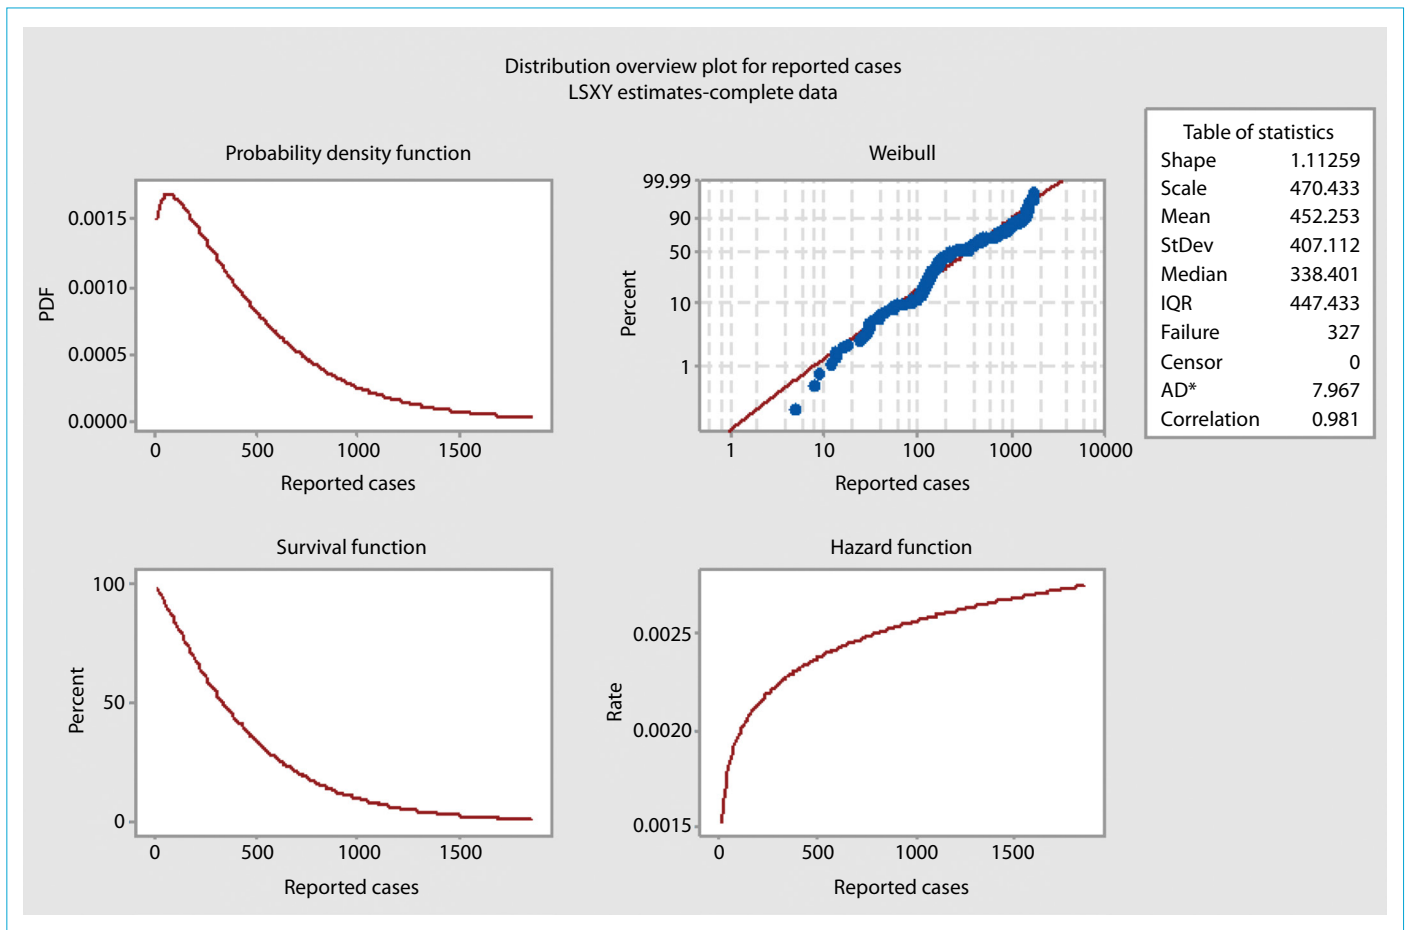 Distribution overview plot for reported cases
LSXY estimates-complete data
Probability density function
0.0015
0.0010
0.0005
0.0000
PDF
0 500 1000 1500
Reported cases
Weibull
99.99
90
50
10
1
Percent
1 10 100 1000 10000
Reported cases
Table of statistics
Shape 1.11259
Scale 470.433
Mean 452.253
StDev 407.112
Median 338.401
IQR 447.433
Failure 327
Censor 0
AD* 7.967
Correlation 0.981
Survival function
100
50
0
Percent
0 500 1000 1500
Reported cases
Hazard function
0.0025
0.0020
0.0015
Rate
0 500 1000 1500
Reported cases